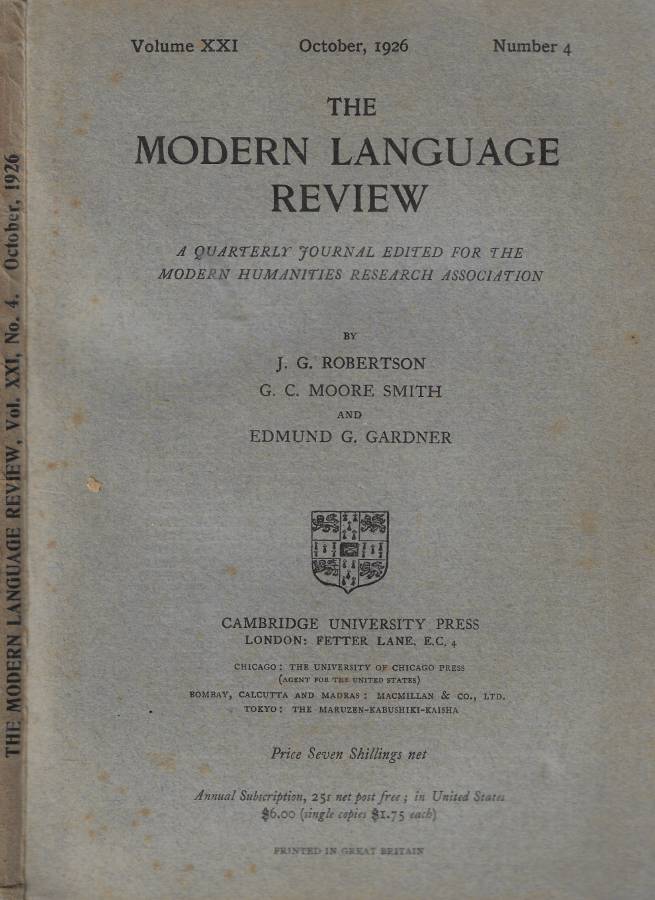 THE MODERN LANGUAGE REVIEW, Vol. XXI, No. 4. October, 1926
Volume XXI October, 1926 Number 4
THE
MODERN LANGUAGE
REVIEW
A QUARTERLY JOURNAL EDITED FOR THE
MODERN HUMANITIES RESEARCH ASSOCIATION
BY
J. G. ROBERTSON
G. C. MOORE SMITH
AND
EDMUND G. GARDNER
CAMBRIDGE UNIVERSITY PRESS
LONDON: FETTER LANE, E.C. 4
CHICAGO: THE UNIVERSITY OF CHICAGO PRESS
(AGENT FOR THE UNITED STATES)
BOMBAY, CALCUTTA AND MADRAS: MACMILLAN & CO., LTD.
TOKYO: THE MARUZEN-KABUSHIKI-KAISHA
Price Seven Shillings net
Annual Subscription, 25s net post free; in United States
$6.00 (single copies $1.75 each)
PRINTED IN GREAT BRITAIN